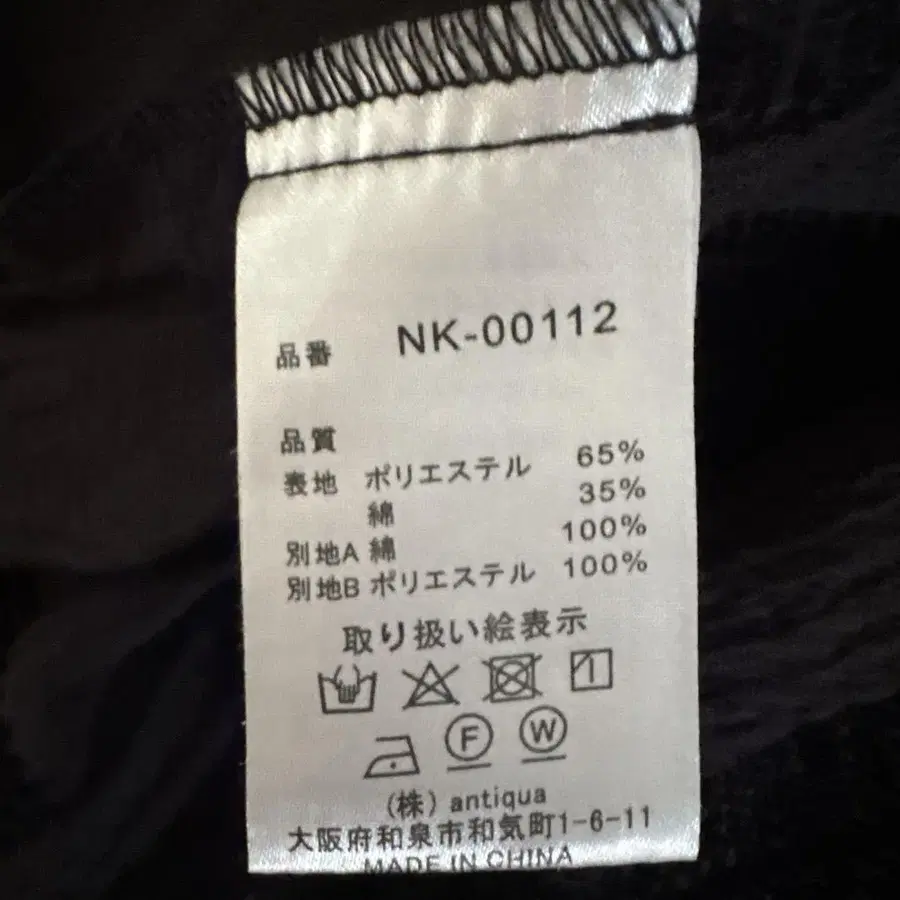 品番 NK-00112
品質
表地 ポリエステル 65%
綿 35%
別地A 綿 100%
別地B ポリエステル 100%
取り扱い絵表示
F W
(株) antiqua
大阪府和泉市和気町1-6-11
MADE IN CHINA